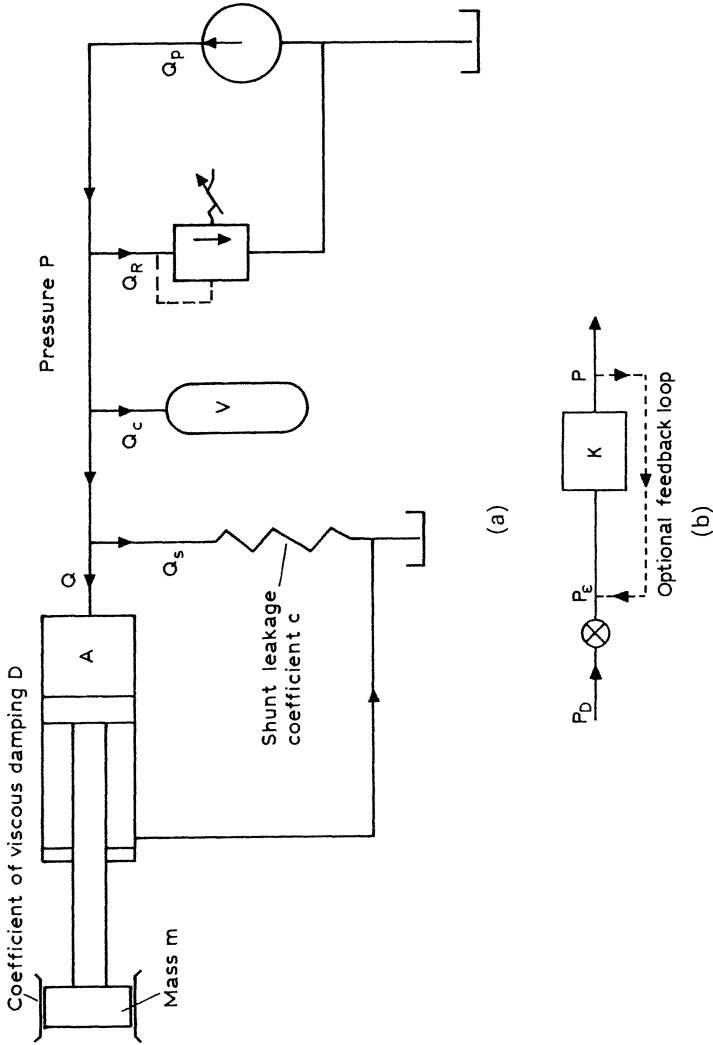 Coefficient of viscous damping D
Mass m
A
Q
Shunt leakage
coefficient c
Q_s
Q_c
V
Pressure P
Q_R
Q_p
(a)
P_D
P_ε
K
P
Optional feedback loop
(b)